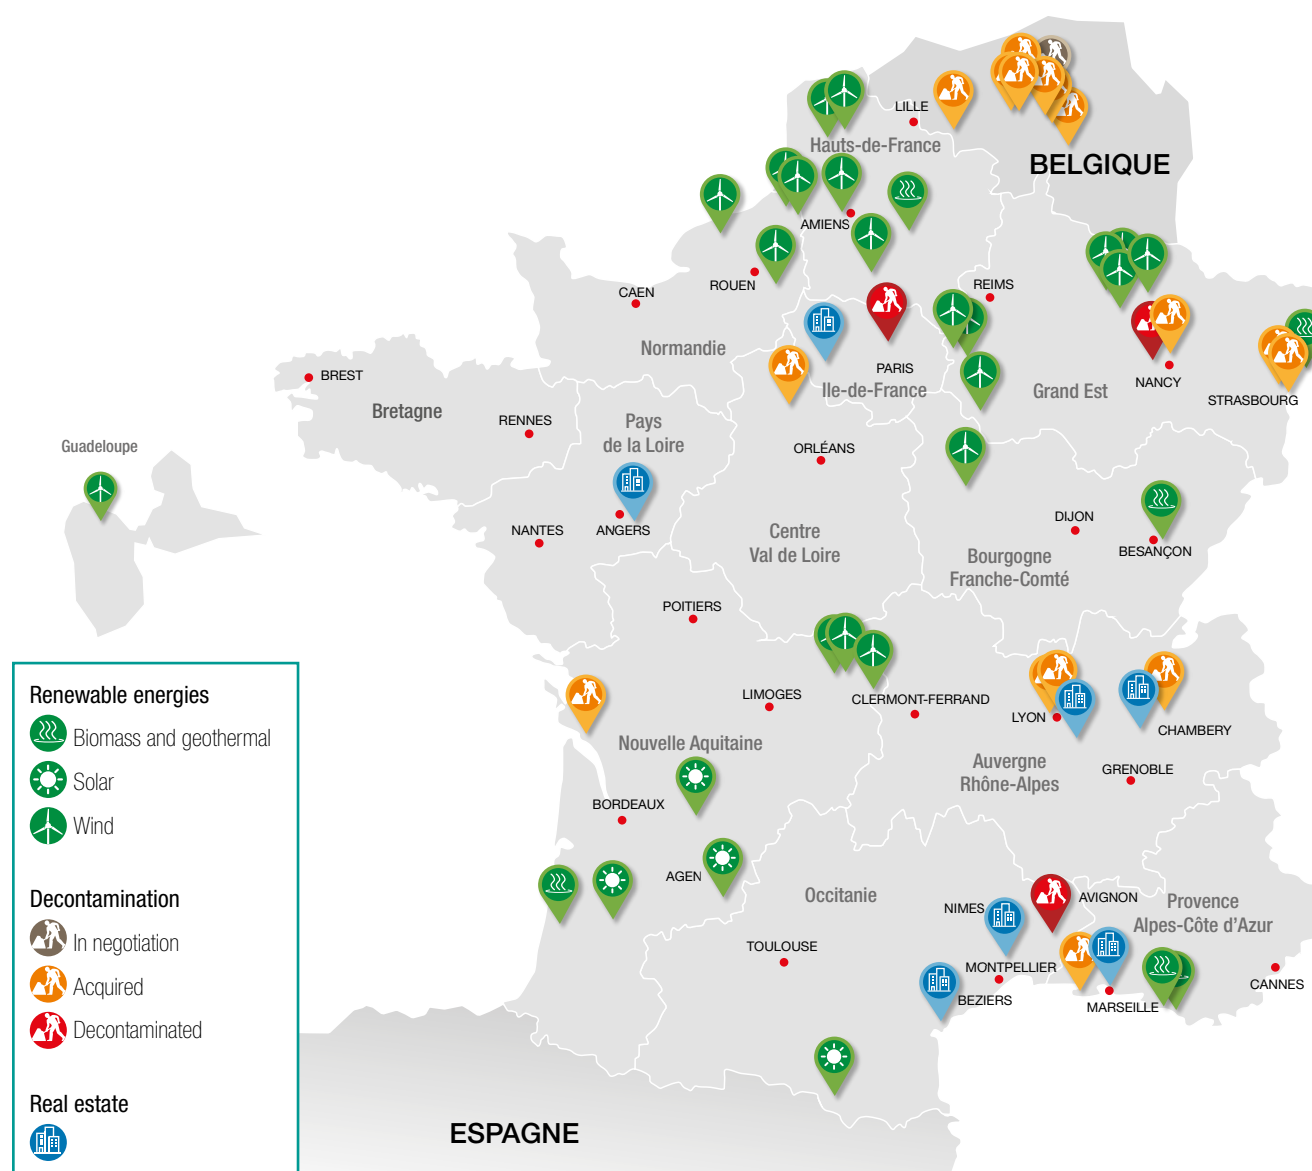 LILLE
Hauts-de-France
BELGIQUE
AMIENS
ROUEN
CAEN
REIMS
Normandie
PARIS
Ile-de-France
Grand Est
NANCY
STRASBOURG
BREST
Bretagne
RENNES
Pays
de la Loire
ORLÉANS
Guadeloupe
NANTES
ANGERS
Centre
Val de Loire
DIJON
BESANÇON
Bourgogne
Franche-Comté
POITIERS
LIMOGES
CLERMONT-FERRAND
LYON
CHAMBERY
Nouvelle Aquitaine
Auvergne
Rhône-Alpes
GRENOBLE
BORDEAUX
AGEN
Occitanie
NIMES
AVIGNON
Provence
Alpes-Côte d'Azur
TOULOUSE
MONTPELLIER
BEZIERS
MARSEILLE
CANNES
ESPAGNE
Renewable energies
Biomass and geothermal
Solar
Wind
Decontamination
In negotiation
Acquired
Decontaminated
Real estate